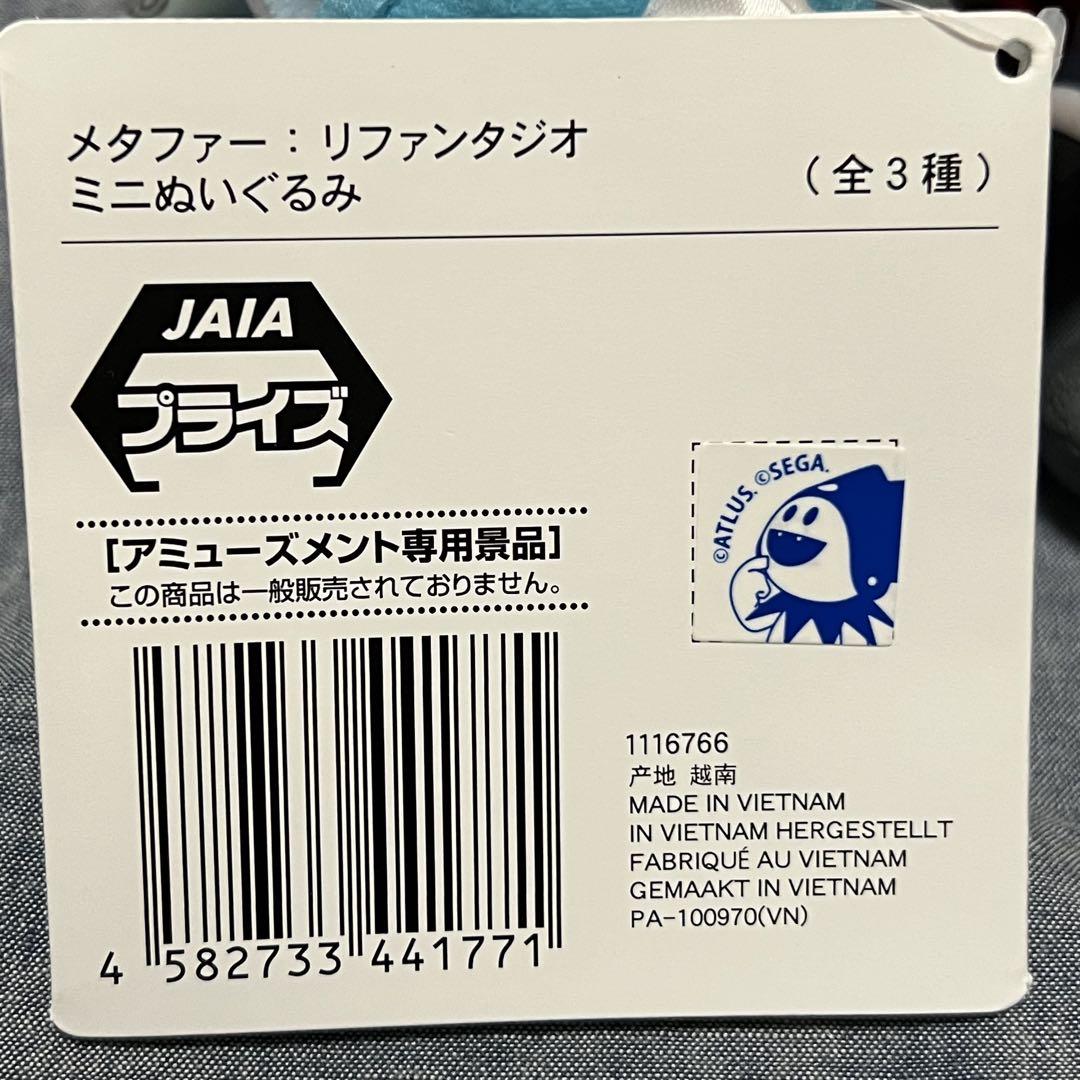 メタファー：リファンタジオ
ミニぬいぐるみ
（全3種）
JAIA
プライズ
[アミューズメント専用景品]
この商品は一般販売されておりません。
©ATLUS. ©SEGA.
4 582733 441771
1116766
产地 越南
MADE IN VIETNAM
IN VIETNAM HERGESTELLT
FABRIQUÉ AU VIETNAM
GEMAAKT IN VIETNAM
PA-100970(VN)